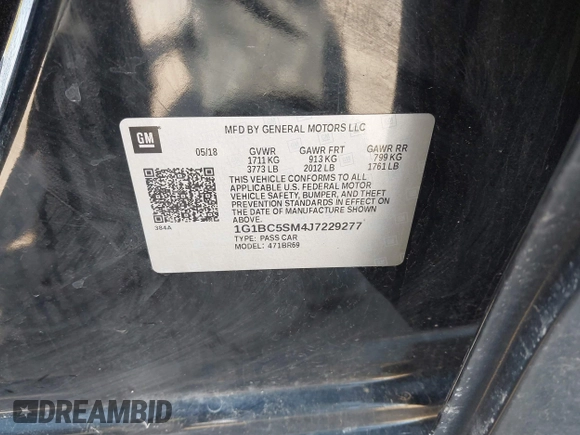 GM
MFD BY GENERAL MOTORS LLC
05/18 GVWR GAWR FRT GAWR RR
1711 KG 913 KG 799 KG
3773 LB 2012 LB 1761 LB
THIS VEHICLE CONFORMS TO ALL
APPLICABLE U.S. FEDERAL MOTOR
VEHICLE SAFETY, BUMPER, AND THEFT
PREVENTION STANDARDS IN EFFECT ON
THE DATE OF MANUFACTURE SHOWN
ABOVE.
384A
1G1BC5SM4J7229277
TYPE: PASS CAR
MODEL: 471BR69
DREAMBID